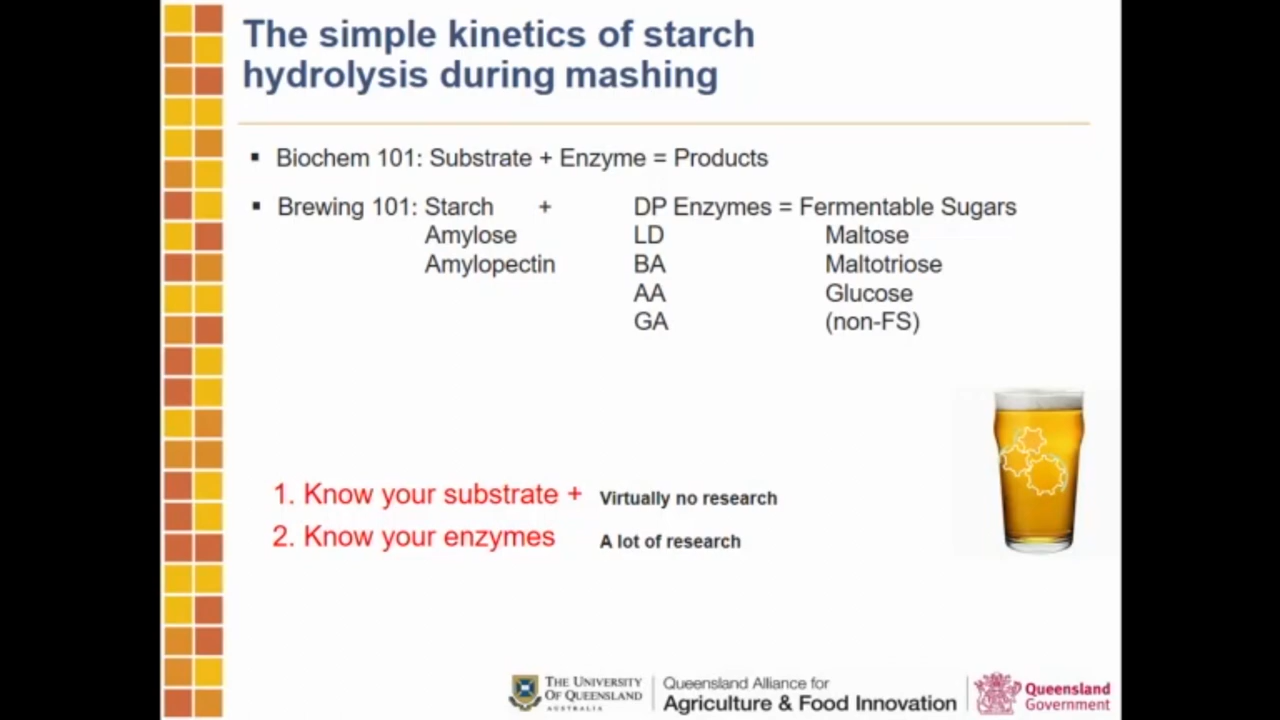 The simple kinetics of starch
hydrolysis during mashing
▪ Biochem 101: Substrate + Enzyme = Products
▪ Brewing 101: Starch + DP Enzymes = Fermentable Sugars
Amylose LD Maltose
Amylopectin BA Maltotriose
AA Glucose
GA (non-FS)
1. Know your substrate + Virtually no research
2. Know your enzymes A lot of research
THE UNIVERSITY
OF QUEENSLAND
AUSTRALIA
Queensland Alliance for
Agriculture & Food Innovation
Queensland
Government